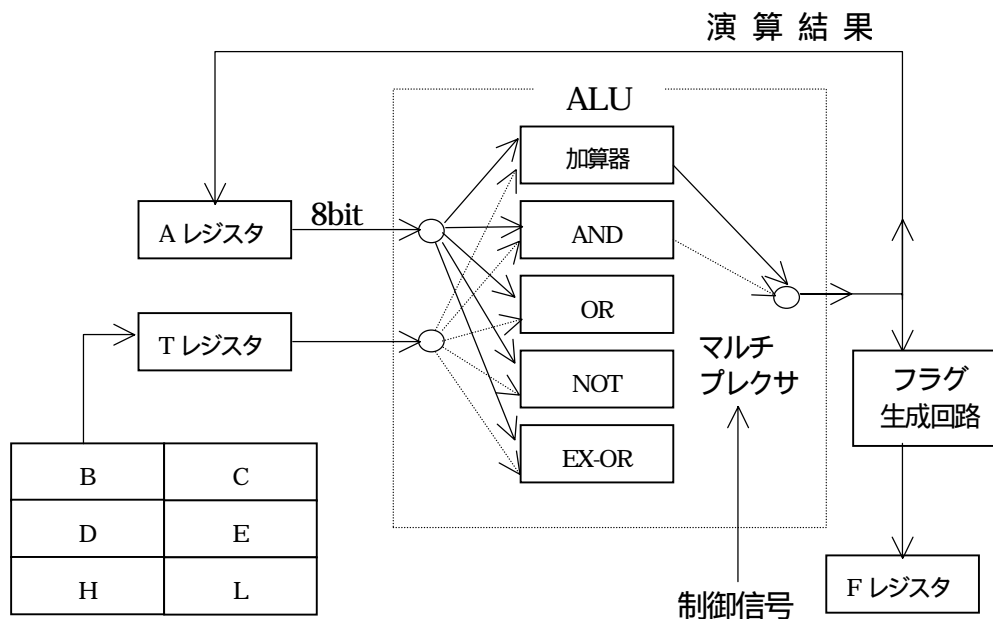 演算結果
ALU
加算器
A レジスタ
8bit
AND
OR
T レジスタ
マルチ
プレクサ
NOT
フラグ
生成回路
EX-OR
B C
D E
H L
制御信号
F レジスタ